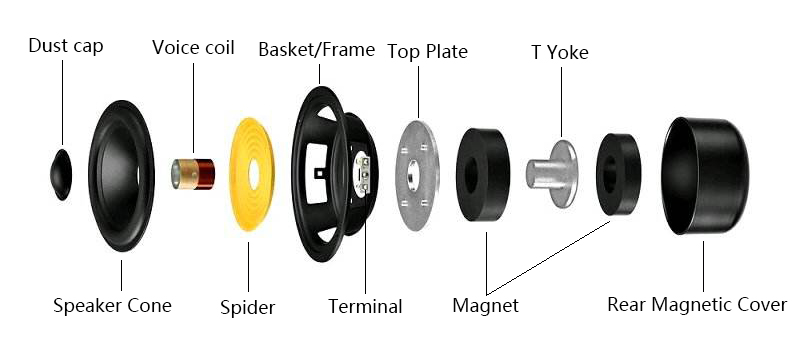 Dust cap
Voice coil
Basket/Frame
Top Plate
T Yoke
Speaker Cone
Spider
Terminal
Magnet
Rear Magnetic Cover